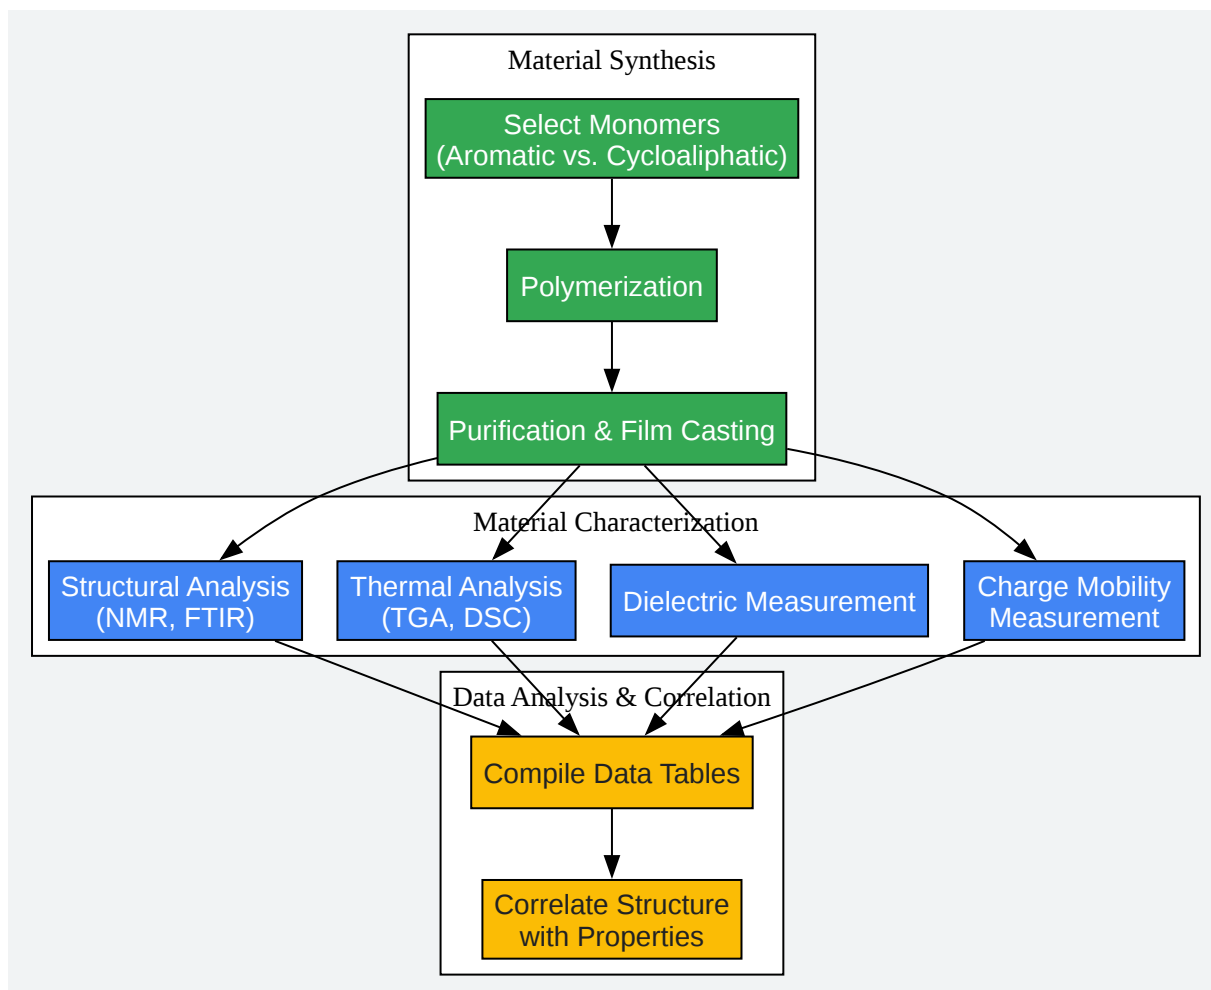 Material Synthesis
Select Monomers
(Aromatic vs. Cycloaliphatic)
Polymerization
Purification & Film Casting
Material Characterization
Structural Analysis
(NMR, FTIR)
Thermal Analysis
(TGA, DSC)
Dielectric Measurement
Charge Mobility
Measurement
Data Analysis & Correlation
Compile Data Tables
Correlate Structure
with Properties